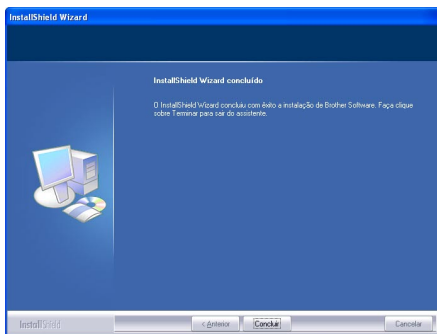 InstallShield Wizard
InstallShield Wizard concluído
O InstallShield Wizard concluiu com êxito a instalação de Brother Software. Faça clique
sobre Terminar para sair do assistente.
InstallShield
< Anterior
Concluir
Cancelar